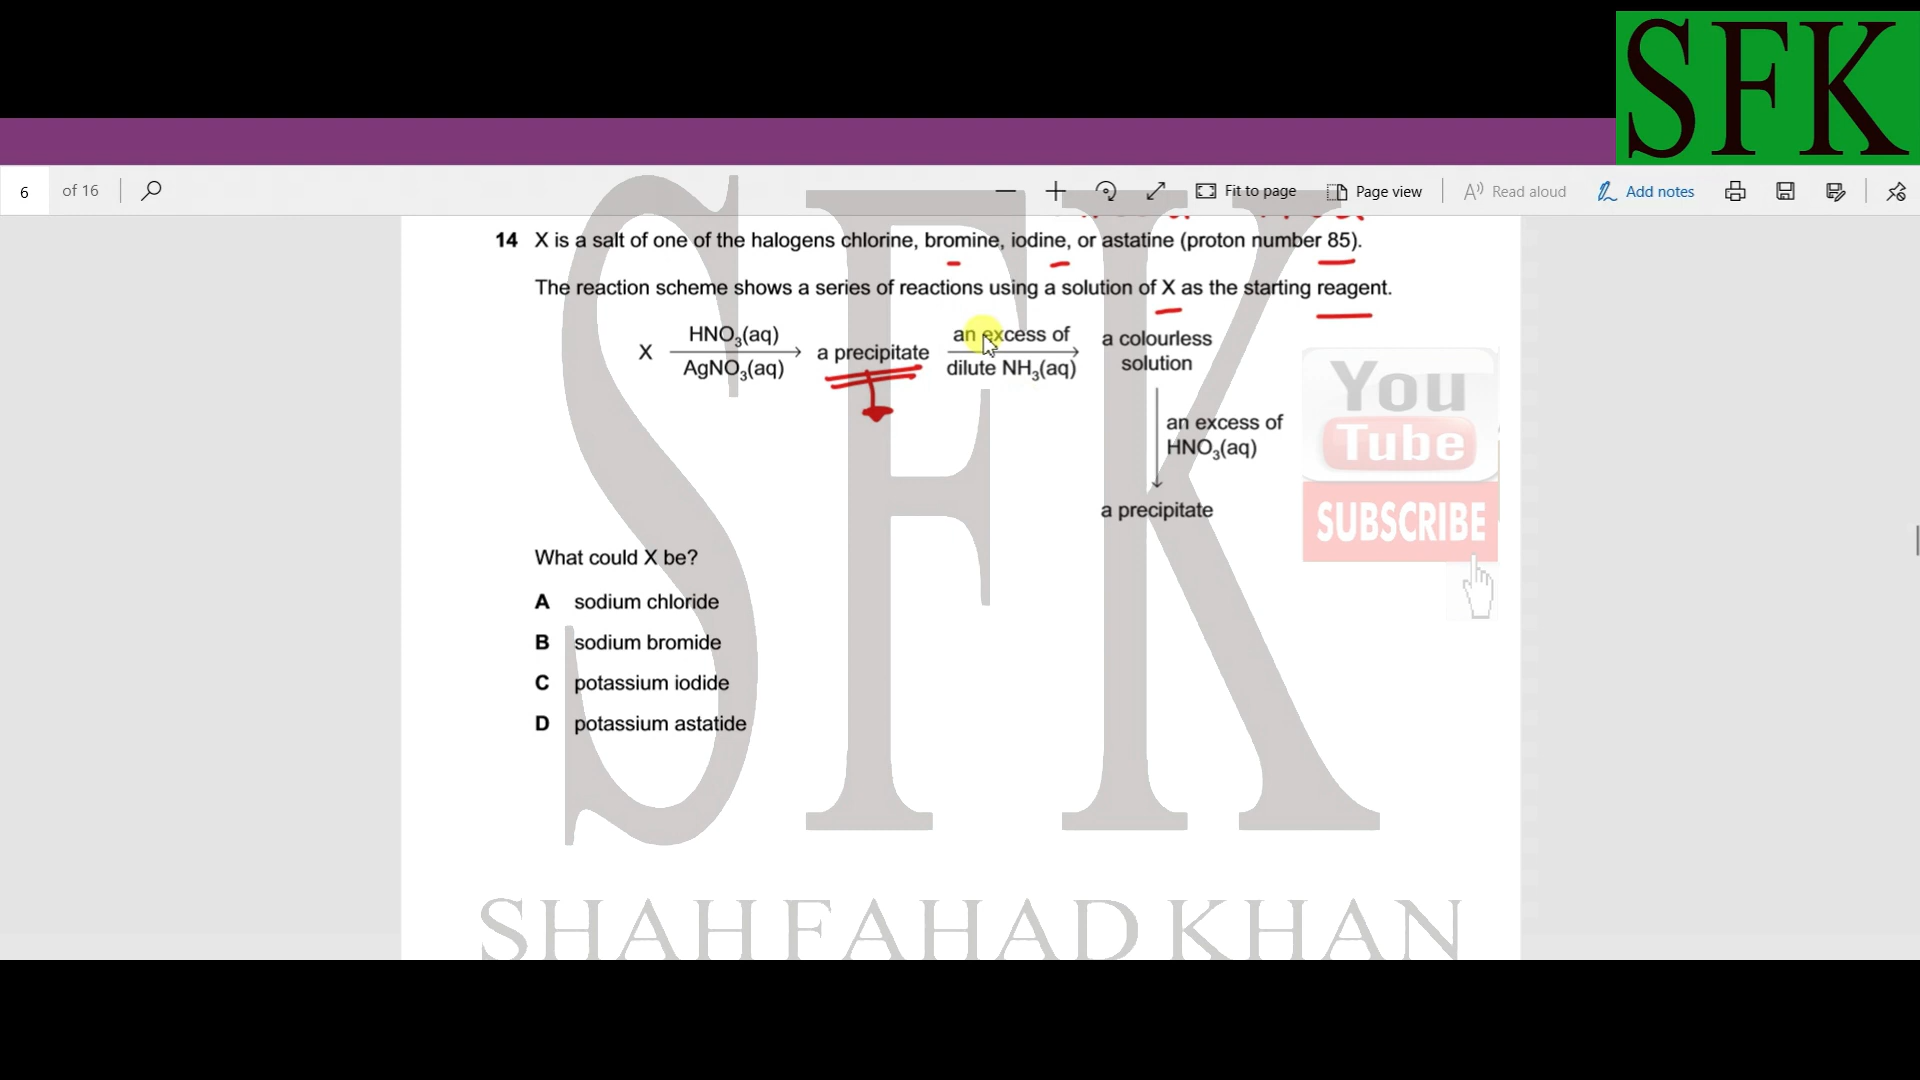 SFK
6 of 16 Fit to page Page view Read aloud Add notes
14 X is a salt of one of the halogens chlorine, bromine, iodine, or astatine (proton number 85).
The reaction scheme shows a series of reactions using a solution of X as the starting reagent.
X HNO3(aq) AgNO3(aq) a precipitate an excess of dilute NH3(aq) a colourless solution
an excess of
HNO3(aq)
a precipitate
You
Tube
SUBSCRIBE
What could X be?
A sodium chloride
B sodium bromide
C potassium iodide
D potassium astatide
SFK
SHAH FAHAD KHAN